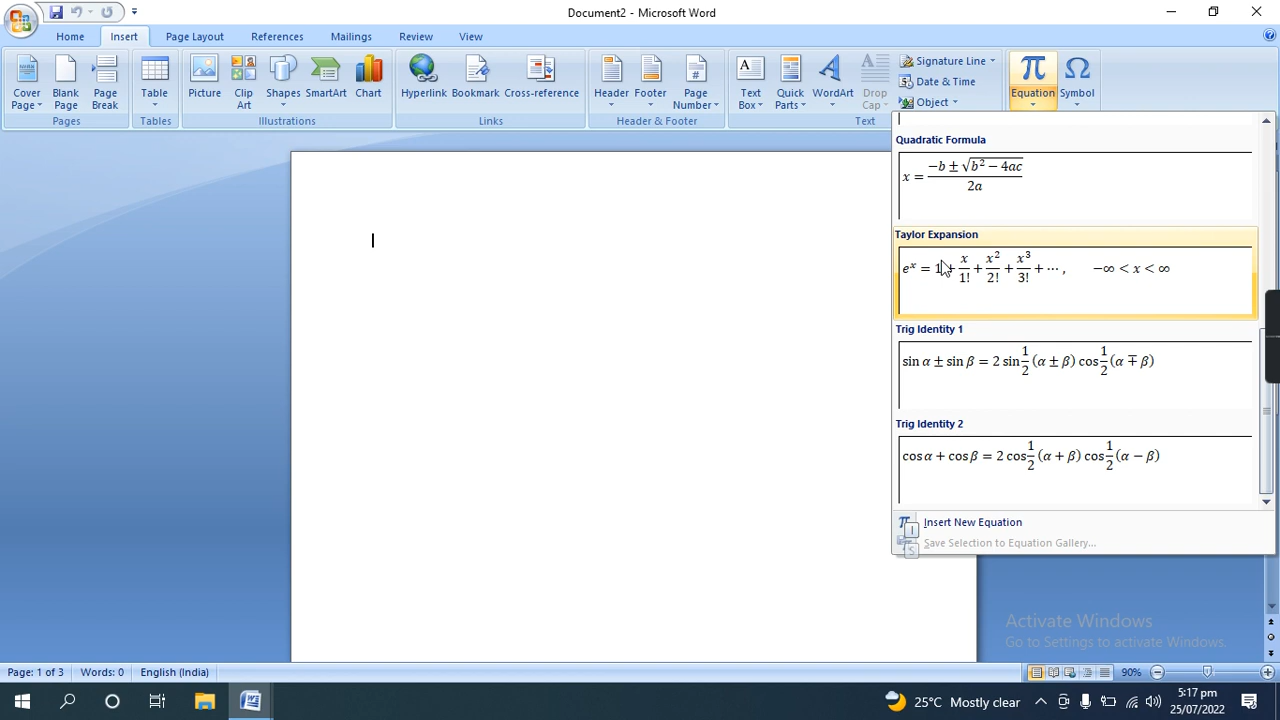 Document2 - Microsoft Word
Home Insert Page Layout References Mailings Review View
Cover Page Blank Page Page Break Table Picture Clip Art Shapes SmartArt Chart Hyperlink Bookmark Cross-reference Header Footer Page Number Text Box Quick Parts WordArt Drop Cap Signature Line Date & Time Object Equation Symbol
Pages Tables Illustrations Links Header & Footer Text
Quadratic Formula
x = (−b ± √(b² − 4ac)) / 2a
Taylor Expansion
eˣ = 1 + x/1! + x²/2! + x³/3! + ⋯ , −∞ < x < ∞
Trig Identity 1
sin α ± sin β = 2 sin 1/2 (α ± β) cos 1/2 (α ∓ β)
Trig Identity 2
cos α + cos β = 2 cos 1/2 (α + β) cos 1/2 (α − β)
π Insert New Equation
I
Save Selection to Equation Gallery...
S
Activate Windows
Go to Settings to activate Windows.
Page: 1 of 3 Words: 0 English (India) 90%
25°C Mostly clear 5:17 pm
25/07/2022